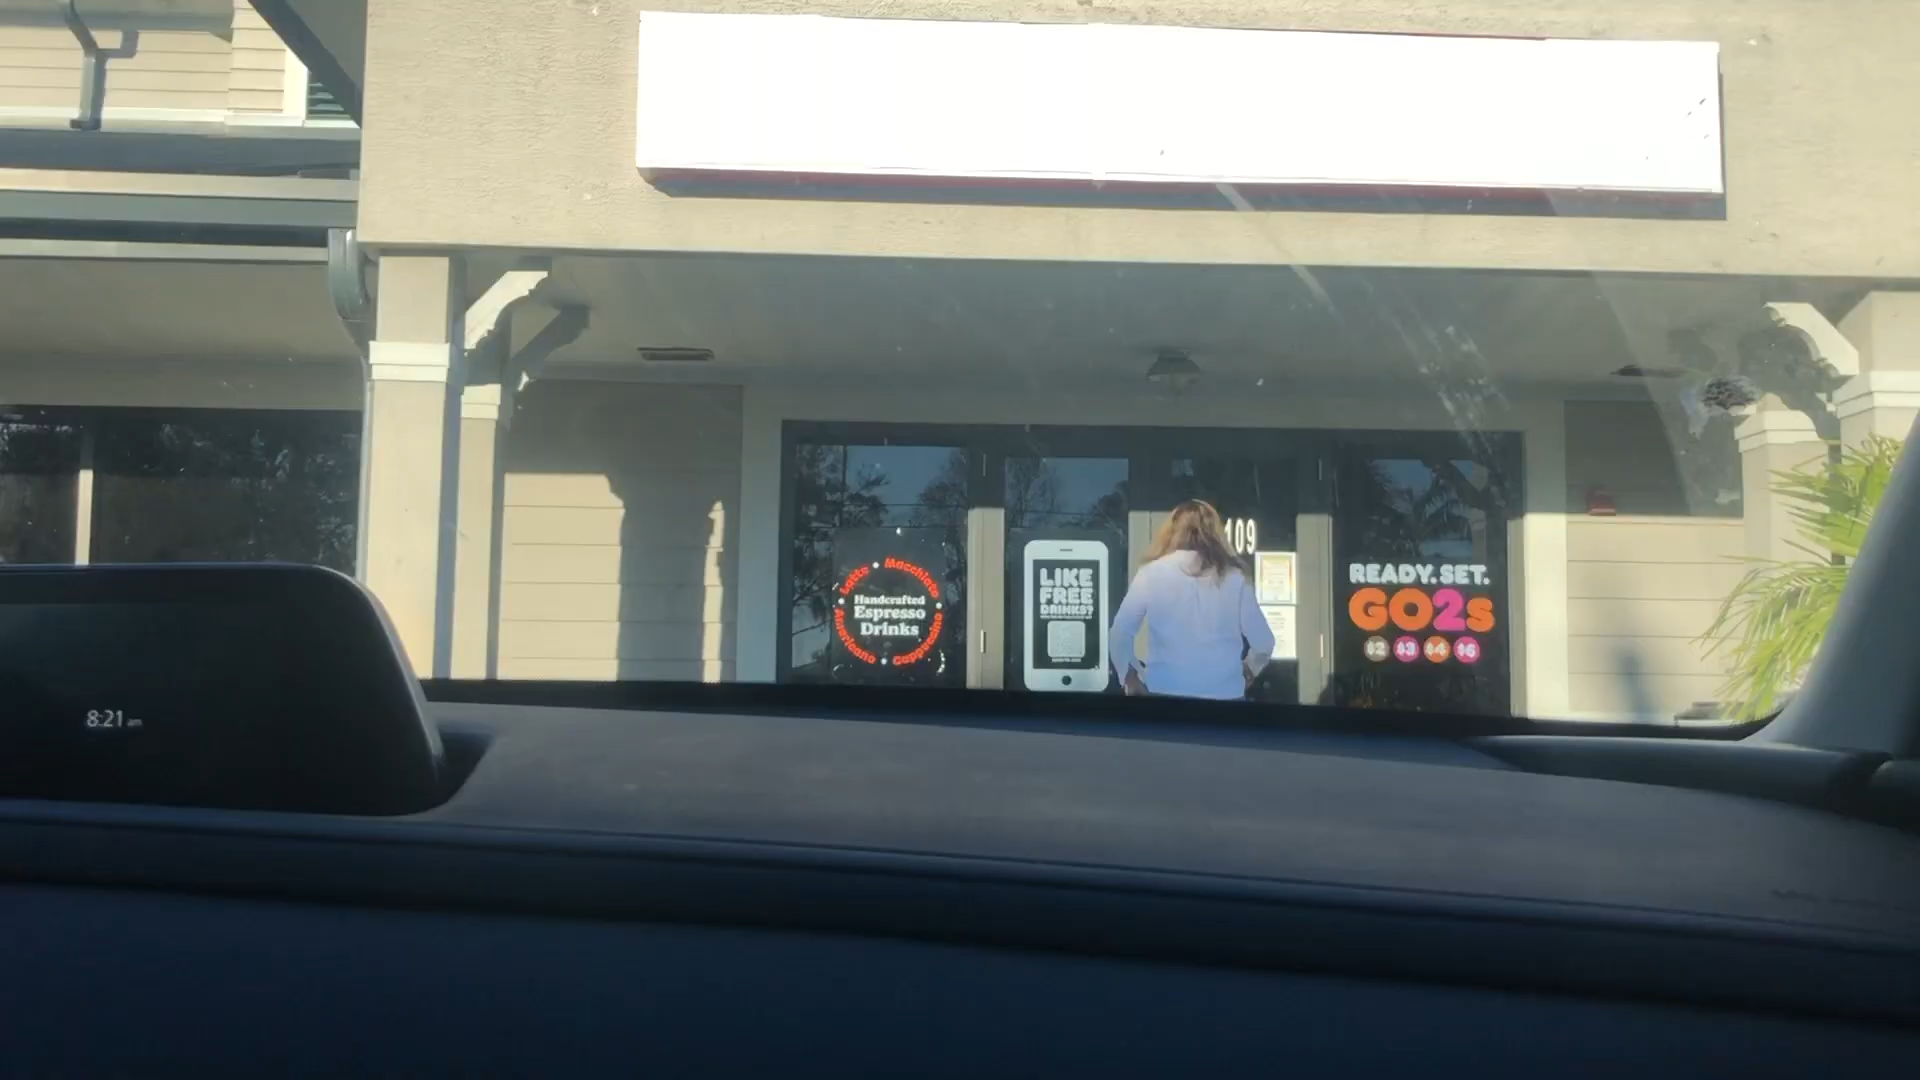 Latte • Macchiato • Cappuccino • Americano •
Handcrafted
Espresso
Drinks
LIKE
FREE
DRINKS?
109
READY.SET.
GO2s
$2 $3 $4 $6
8:21 am